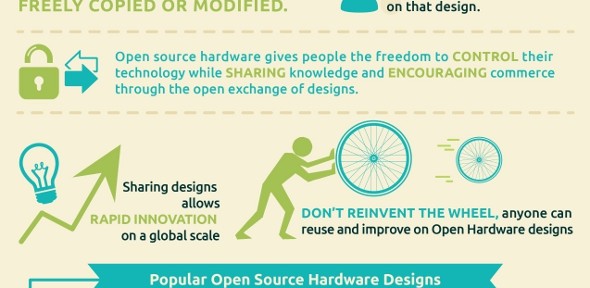 FREELY COPIED OR MODIFIED.
on that design.
Open source hardware gives people the freedom to CONTROL their
technology while SHARING knowledge and ENCOURAGING commerce
through the open exchange of designs.
Sharing designs
allows
RAPID INNOVATION
on a global scale
DON'T REINVENT THE WHEEL, anyone can
reuse and improve on Open Hardware designs
Popular Open Source Hardware Designs